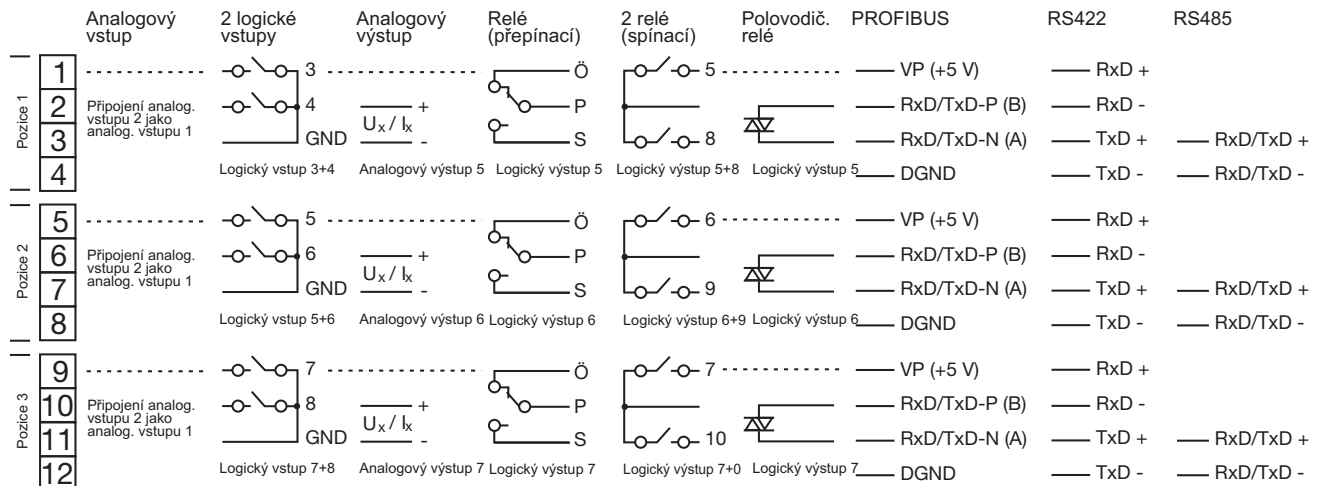 Analogový vstup 2 logické vstupy Analogový výstup Relé (přepínací) 2 relé (spínací) Polovodič. relé PROFIBUS RS422 RS485
Pozice 1
1 3 Ö 5 VP (+5 V) RxD +
2 Připojení analog. vstupu 2 jako analog. vstupu 1 4 + P RxD/TxD-P (B) RxD -
Uₓ / Iₓ
3 GND - S 8 RxD/TxD-N (A) TxD + RxD/TxD +
Logický vstup 3+4 Analogový výstup 5 Logický výstup 5 Logický výstup 5+8 Logický výstup 5
4 DGND TxD - RxD/TxD -
Pozice 2
5 5 Ö 6 VP (+5 V) RxD +
6 Připojení analog. vstupu 2 jako analog. vstupu 1 6 + P RxD/TxD-P (B) RxD -
Uₓ / Iₓ
7 GND - S 9 RxD/TxD-N (A) TxD + RxD/TxD +
Logický vstup 5+6 Analogový výstup 6 Logický výstup 6 Logický výstup 6+9 Logický výstup 6
8 DGND TxD - RxD/TxD -
Pozice 3
9 7 Ö 7 VP (+5 V) RxD +
10 Připojení analog. vstupu 2 jako analog. vstupu 1 8 + P RxD/TxD-P (B) RxD -
Uₓ / Iₓ
11 GND - S 10 RxD/TxD-N (A) TxD + RxD/TxD +
Logický vstup 7+8 Analogový výstup 7 Logický výstup 7 Logický výstup 7+0 Logický výstup 7
12 DGND TxD - RxD/TxD -